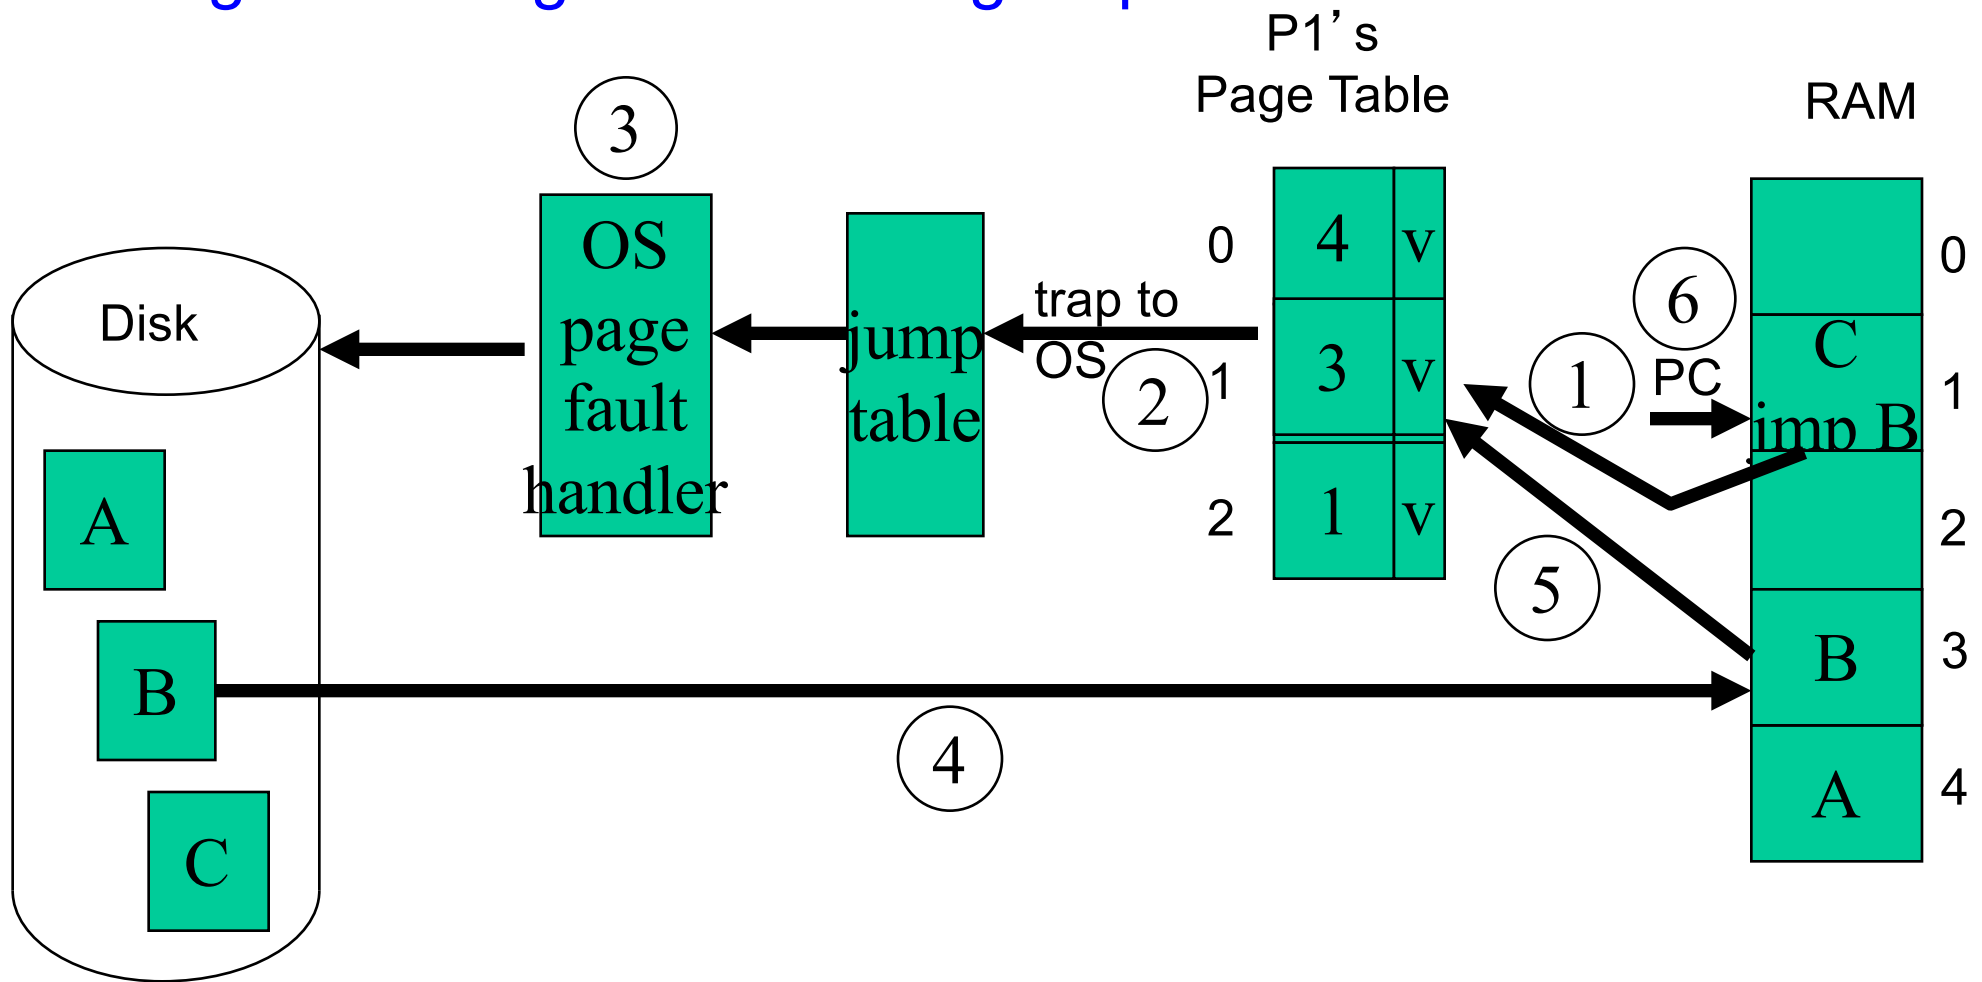 P1's
Page Table
RAM
3
OS
page
fault
handler
jump
table
trap to
OS
2
0
1
2
4 v
3 v
1 v
1
6
PC
C
jmp B
B
A
0
1
2
3
4
5
4
Disk
A
B
C